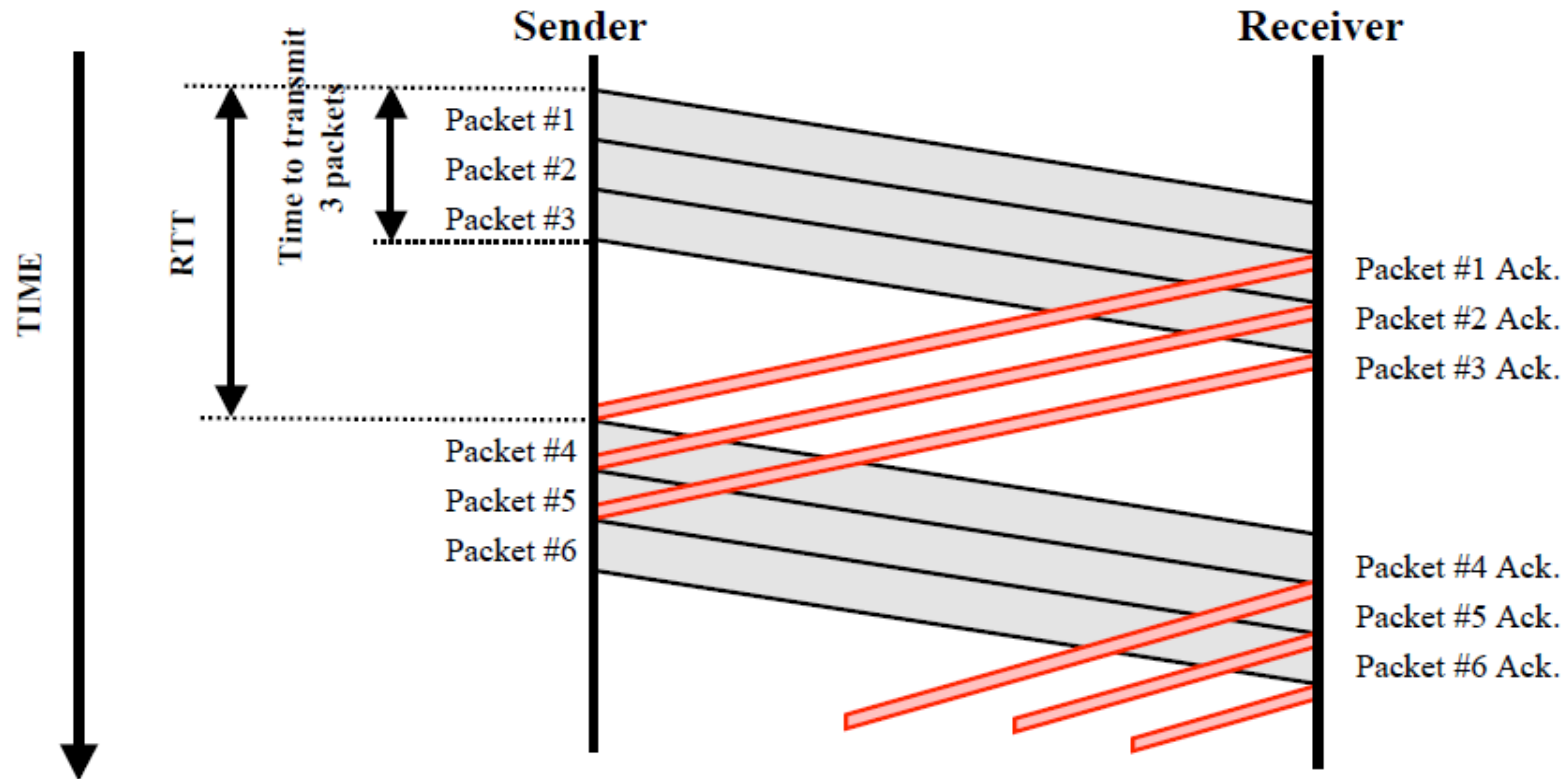 Sender
Receiver
TIME
RTT
Time to transmit
3 packets
Packet #1
Packet #2
Packet #3
Packet #1 Ack.
Packet #2 Ack.
Packet #3 Ack.
Packet #4
Packet #5
Packet #6
Packet #4 Ack.
Packet #5 Ack.
Packet #6 Ack.